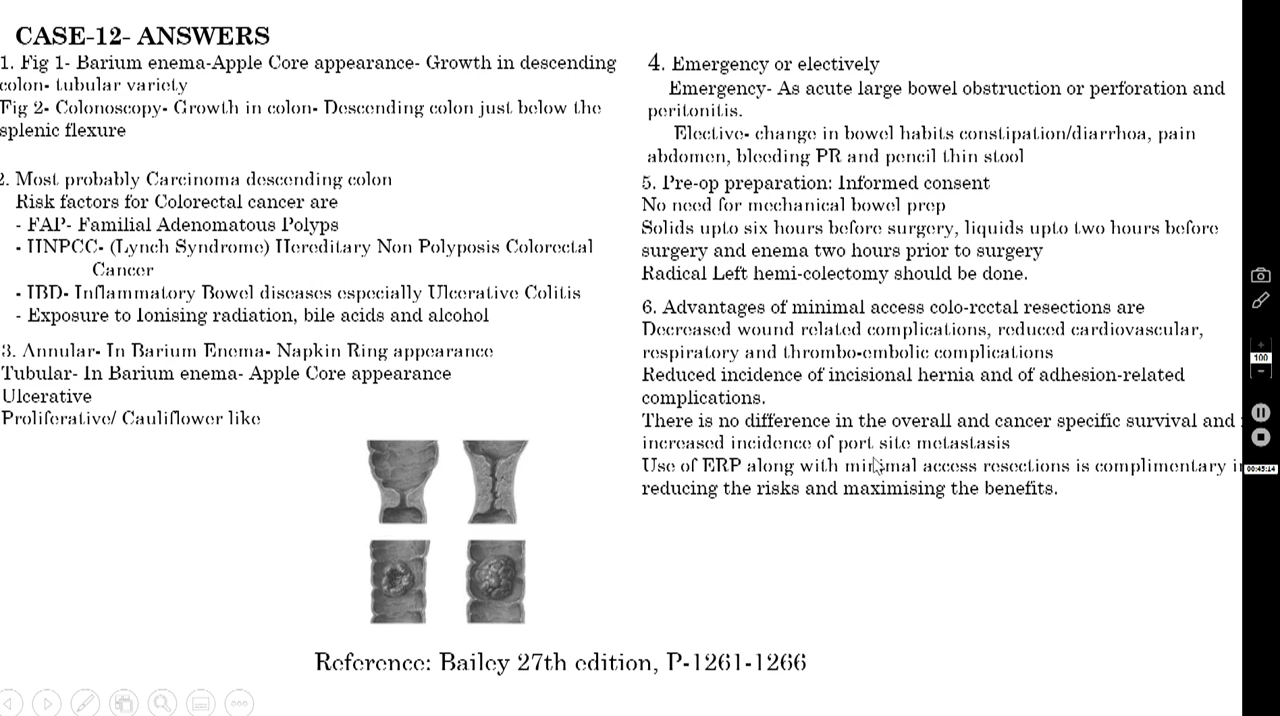 CASE-12- ANSWERS
1. Fig 1- Barium enema-Apple Core appearance- Growth in descending
colon- tubular variety
Fig 2- Colonoscopy- Growth in colon- Descending colon just below the
splenic flexure
2. Most probably Carcinoma descending colon
Risk factors for Colorectal cancer are
- FAP- Familial Adenomatous Polyps
- HNPCC- (Lynch Syndrome) Hereditary Non Polyposis Colorectal
Cancer
- IBD- Inflammatory Bowel diseases especially Ulcerative Colitis
- Exposure to Ionising radiation, bile acids and alcohol
3. Annular- In Barium Enema- Napkin Ring appearance
Tubular- In Barium enema- Apple Core appearance
Ulcerative
Proliferative/ Cauliflower like
4. Emergency or electively
Emergency- As acute large bowel obstruction or perforation and
peritonitis.
Elective- change in bowel habits constipation/diarrhoa, pain
abdomen, bleeding PR and pencil thin stool
5. Pre-op preparation: Informed consent
No need for mechanical bowel prep
Solids upto six hours before surgery, liquids upto two hours before
surgery and enema two hours prior to surgery
Radical Left hemi-colectomy should be done.
6. Advantages of minimal access colo-rectal resections are
Decreased wound related complications, reduced cardiovascular,
respiratory and thrombo-embolic complications
Reduced incidence of incisional hernia and of adhesion-related
complications.
There is no difference in the overall and cancer specific survival and
increased incidence of port site metastasis
Use of ERP along with minimal access resections is complimentary in
reducing the risks and maximising the benefits.
Reference: Bailey 27th edition, P-1261-1266
100
00:45:14